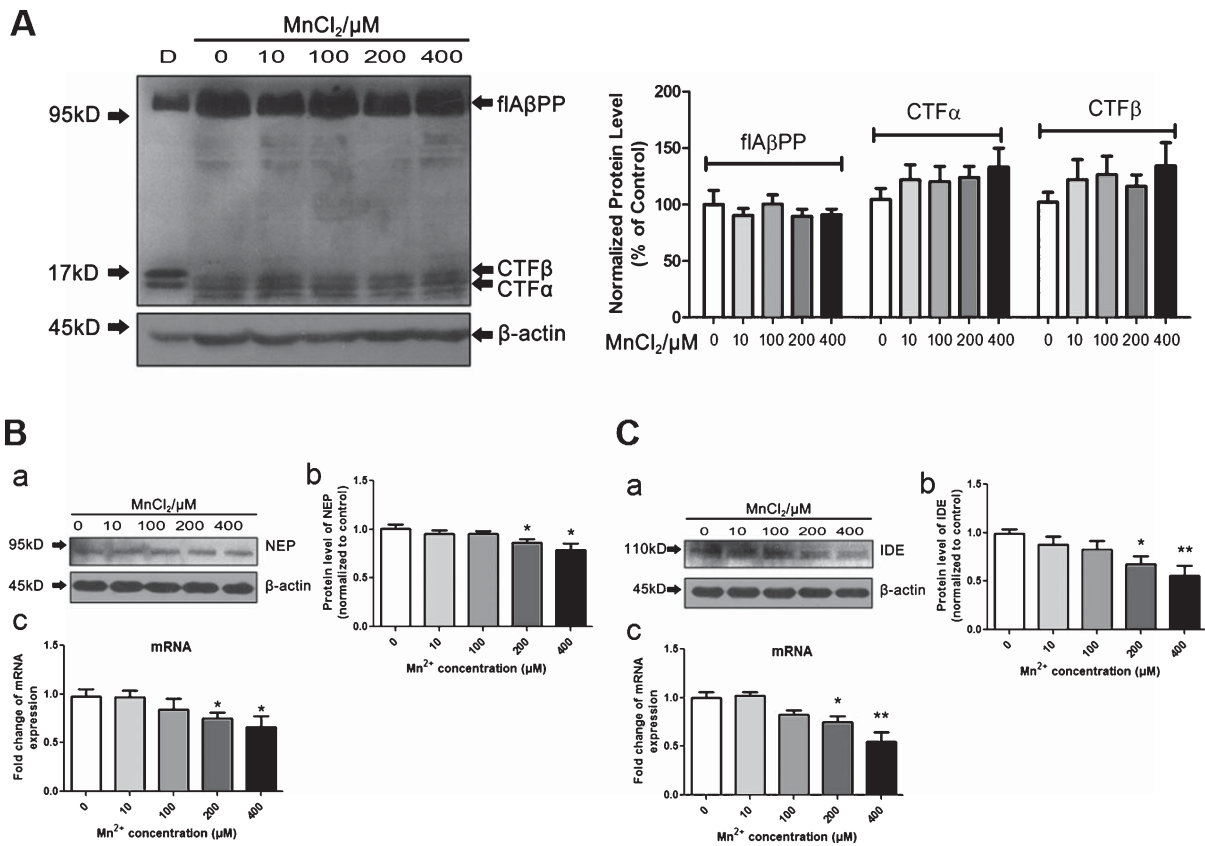 A
MnCl₂/µM
D 0 10 100 200 400
95kD
flAβPP
17kD
CTFβ
CTFα
45kD
β-actin
Normalized Protein Level
(% of Control)
200
150
100
50
0
flAβPP
CTFα
CTFβ
MnCl₂/µM 0 10 100 200 400 0 10 100 200 400 0 10 100 200 400
B
a
MnCl₂/µM
0 10 100 200 400
95kD
NEP
45kD
β-actin
b
Protein level of NEP
(normalized to control)
1.5
1.0
0.5
0.0
* *
0 10 100 200 400
Mn²⁺ concentration (µM)
c
mRNA
Fold change of mRNA
expression
1.5
1.0
0.5
0.0
* *
0 10 100 200 400
Mn²⁺ concentration (µM)
C
a
MnCl₂/µM
0 10 100 200 400
110kD
IDE
45kD
β-actin
b
Protein level of IDE
(normalized to control)
1.5
1.0
0.5
0.0
* **
0 10 100 200 400
Mn²⁺ concentration (µM)
c
mRNA
Fold change of mRNA
expression
1.5
1.0
0.5
0.0
* **
0 10 100 200 400
Mn²⁺ concentration (µM)